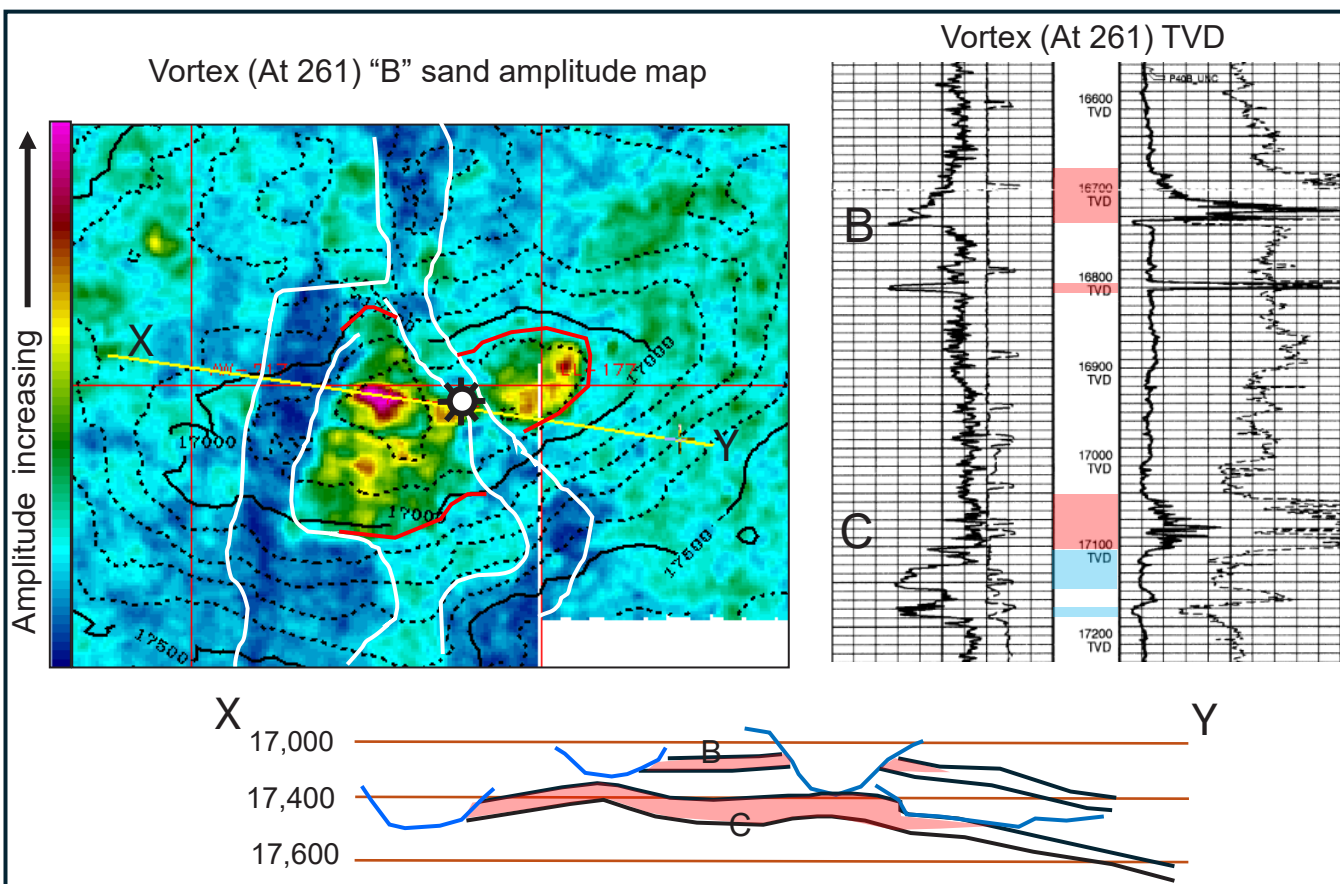 Vortex (At 261) TVD
Vortex (At 261) “B” sand amplitude map
Amplitude increasing
P40B_UNC
16600
TVD
16700
TVD
B
16800
TVD
16900
TVD
17000
TVD
C
17100
TVD
17200
TVD
X
Y
17000
17000
17000
17500
17500
X
Y
17,000
B
17,400
C
17,600